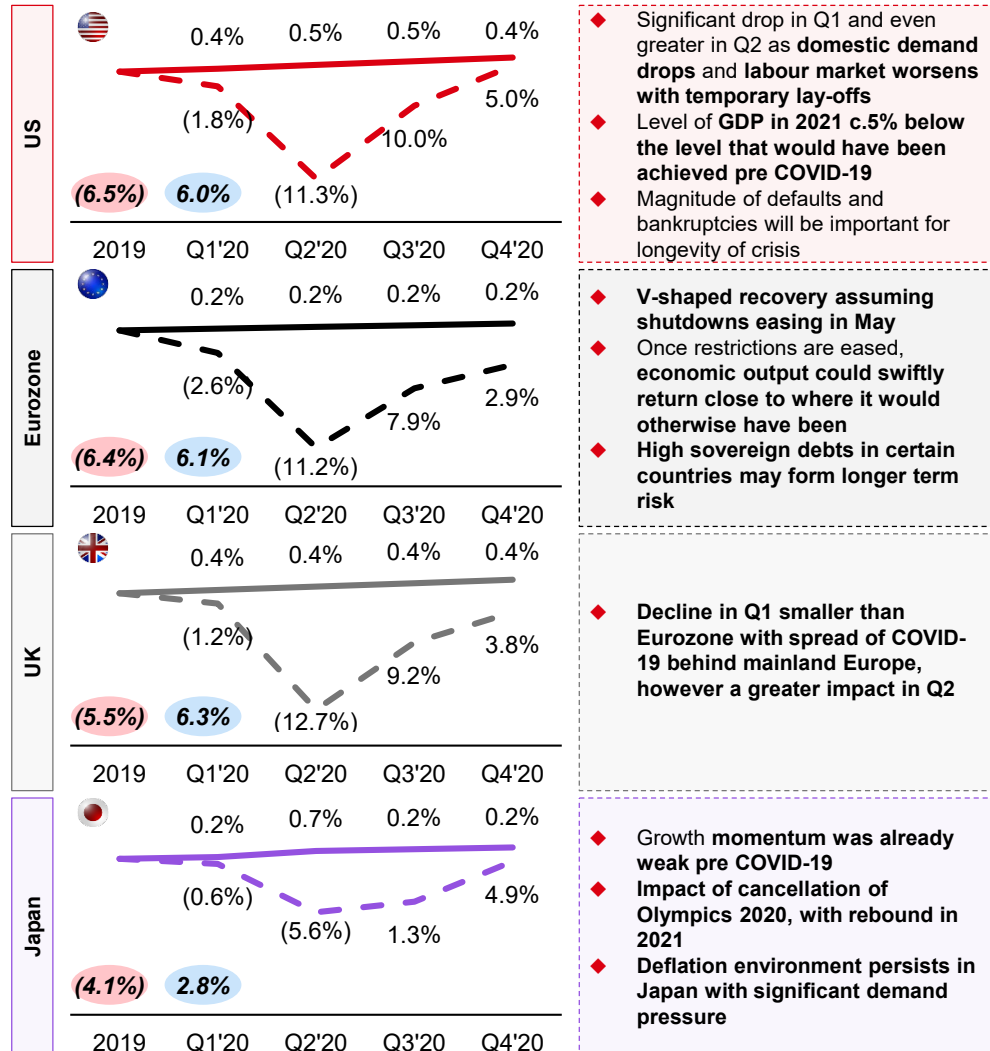 US
0.4% 0.5% 0.5% 0.4%
(1.8%) 10.0% 5.0%
(6.5%) 6.0% (11.3%)
2019 Q1'20 Q2'20 Q3'20 Q4'20
Significant drop in Q1 and even
greater in Q2 as domestic demand
drops and labour market worsens
with temporary lay-offs
Level of GDP in 2021 c.5% below
the level that would have been
achieved pre COVID-19
Magnitude of defaults and
bankruptcies will be important for
longevity of crisis
Eurozone
0.2% 0.2% 0.2% 0.2%
(2.6%) 7.9% 2.9%
(6.4%) 6.1% (11.2%)
2019 Q1'20 Q2'20 Q3'20 Q4'20
V-shaped recovery assuming
shutdowns easing in May
Once restrictions are eased,
economic output could swiftly
return close to where it would
otherwise have been
High sovereign debts in certain
countries may form longer term
risk
UK
0.4% 0.4% 0.4% 0.4%
(1.2%) 9.2% 3.8%
(5.5%) 6.3% (12.7%)
2019 Q1'20 Q2'20 Q3'20 Q4'20
Decline in Q1 smaller than
Eurozone with spread of COVID-
19 behind mainland Europe,
however a greater impact in Q2
Japan
0.2% 0.7% 0.2% 0.2%
(0.6%) (5.6%) 1.3% 4.9%
(4.1%) 2.8%
2019 Q1'20 Q2'20 Q3'20 Q4'20
Growth momentum was already
weak pre COVID-19
Impact of cancellation of
Olympics 2020, with rebound in
2021
Deflation environment persists in
Japan with significant demand
pressure